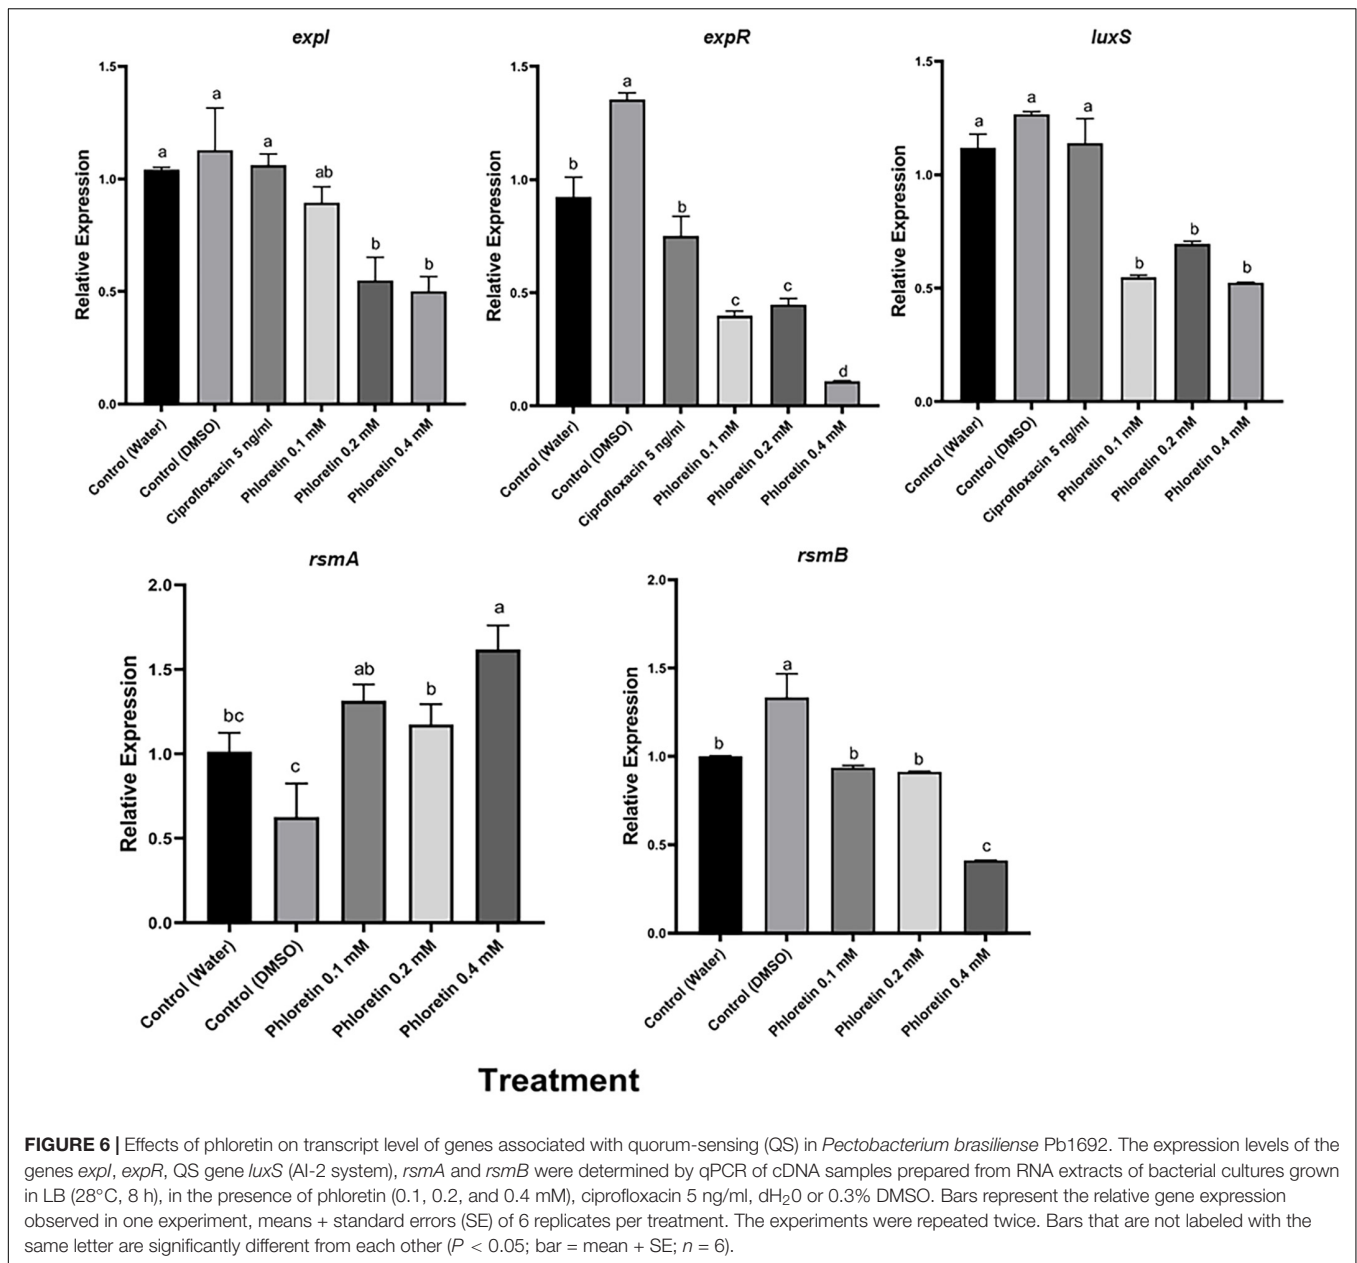 expI
Relative Expression
1.5
1.0
0.5
0.0
a
a
a
ab
b
b
Control (Water)
Control (DMSO)
Ciprofloxacin 5 ng/ml
Phloretin 0.1 mM
Phloretin 0.2 mM
Phloretin 0.4 mM
expR
Relative Expression
1.5
1.0
0.5
0.0
b
a
b
c
c
d
Control (Water)
Control (DMSO)
Ciprofloxacin 5 ng/ml
Phloretin 0.1 mM
Phloretin 0.2 mM
Phloretin 0.4 mM
luxS
Relative Expression
1.5
1.0
0.5
0.0
a
a
a
b
b
b
Control (Water)
Control (DMSO)
Ciprofloxacin 5 ng/ml
Phloretin 0.1 mM
Phloretin 0.2 mM
Phloretin 0.4 mM
rsmA
Relative Expression
2.0
1.5
1.0
0.5
0.0
bc
c
ab
b
a
Control (Water)
Control (DMSO)
Phloretin 0.1 mM
Phloretin 0.2 mM
Phloretin 0.4 mM
rsmB
Relative Expression
2.0
1.5
1.0
0.5
0.0
b
a
b
b
c
Control (Water)
Control (DMSO)
Phloretin 0.1 mM
Phloretin 0.2 mM
Phloretin 0.4 mM
Treatment
FIGURE 6 | Effects of phloretin on transcript level of genes associated with quorum-sensing (QS) in Pectobacterium brasiliense Pb1692. The expression levels of the
genes expI, expR, QS gene luxS (AI-2 system), rsmA and rsmB were determined by qPCR of cDNA samples prepared from RNA extracts of bacterial cultures grown
in LB (28°C, 8 h), in the presence of phloretin (0.1, 0.2, and 0.4 mM), ciprofloxacin 5 ng/ml, dH₂0 or 0.3% DMSO. Bars represent the relative gene expression
observed in one experiment, means + standard errors (SE) of 6 replicates per treatment. The experiments were repeated twice. Bars that are not labeled with the
same letter are significantly different from each other (P < 0.05; bar = mean + SE; n = 6).